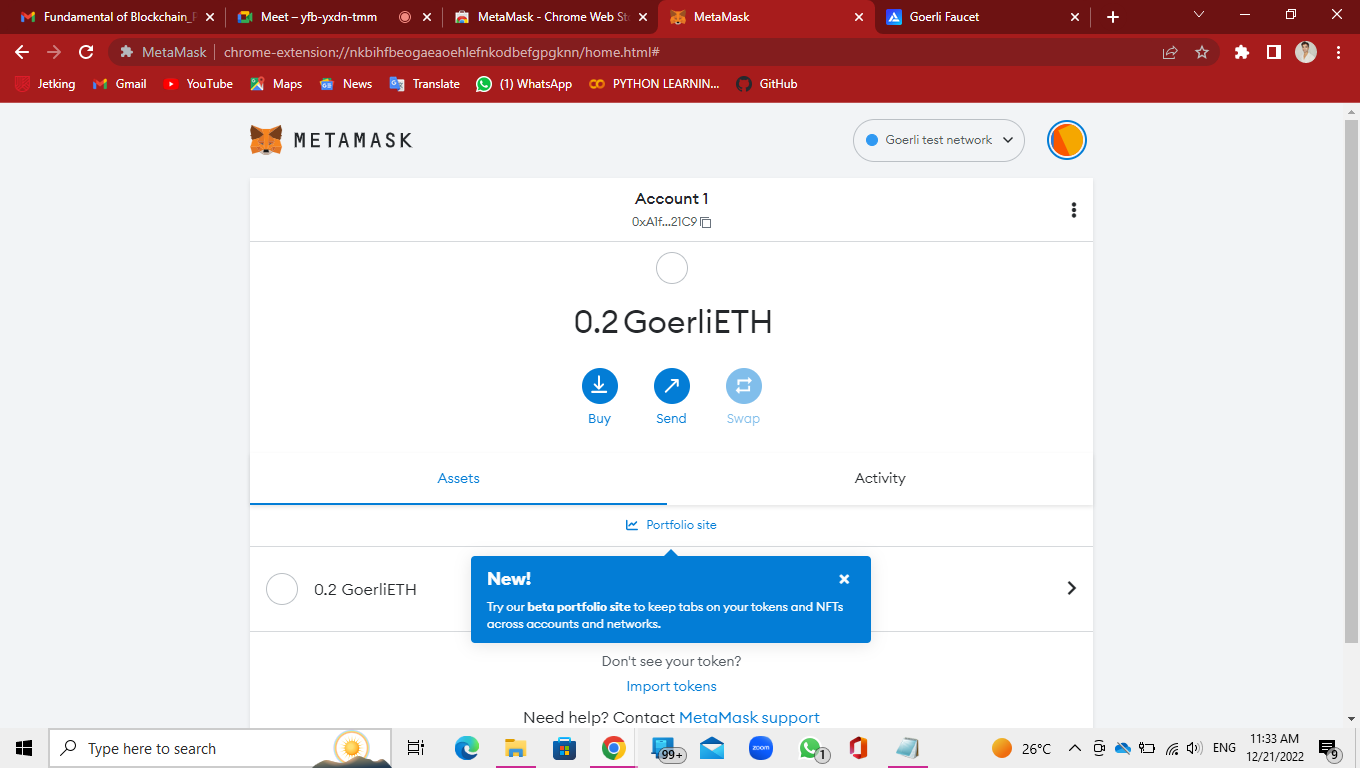 Fundamental of Blockchain_
Meet – yfb-yxdn-tmm
MetaMask - Chrome Web St
MetaMask
Goerli Faucet
MetaMask
chrome-extension://nkbihfbeogaeaoehlefnkodbefgpgknn/home.html#
Jetking
Gmail
YouTube
Maps
News
Translate
(1) WhatsApp
PYTHON LEARNIN...
GitHub
METAMASK
Goerli test network
Account 1
0xA1f...21C9
0.2 GoerliETH
Buy
Send
Swap
Assets
Activity
Portfolio site
0.2 GoerliETH
New!
Try our beta portfolio site to keep tabs on your tokens and NFTs
across accounts and networks.
Don't see your token?
Import tokens
Need help? Contact MetaMask support
Type here to search
99+
zoom
1
26°C
ENG
11:33 AM
12/21/2022
9